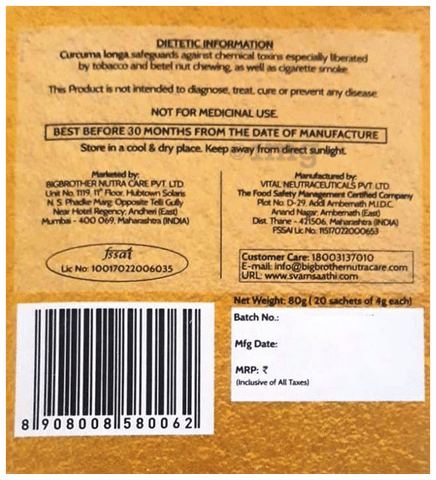 DIETETIC INFORMATION
Curcuma longa safeguards against chemical toxins especially liberated
by tobacco and betel nut chewing, as well as cigarette smoke.
This Product is not intended to diagnose, treat, cure or prevent any disease
NOT FOR MEDICINAL USE.
BEST BEFORE 30 MONTHS FROM THE DATE OF MANUFACTURE
Store in a cool & dry place. Keep away from direct sunlight.
Marketed by:
BIGBROTHER NUTRA CARE PVT. LTD.
Unit No. 1119, 11th Floor, Hubtown Solaris
N. S. Phadke Marg, Opposite Telli Gully
Near Hotel Regency, Andheri (East)
Mumbai - 400 069, Maharashtra (INDIA)
fssai
Lic No: 10017022006035
Manufactured by:
VITAL NEUTRACEUTICALS PVT. LTD.
The Food Safety Management Certified Company
Plot No. D-29, Addl Ambernath M.I.D.C.
Anand Nagar, Ambernath (East)
Dist. Thane - 421506, Maharashtra (INDIA)
FSSAI Lic No: 11517022000653
Customer Care: 18003137010
E-mail: info@bigbrothernutracare.com
URL: www.svamsaathi.com
Net Weight: 80g ( 20 sachets of 4g each)
Batch No.:
Mfg Date:
MRP: ₹
(Inclusive of All Taxes)
8 908008 580062